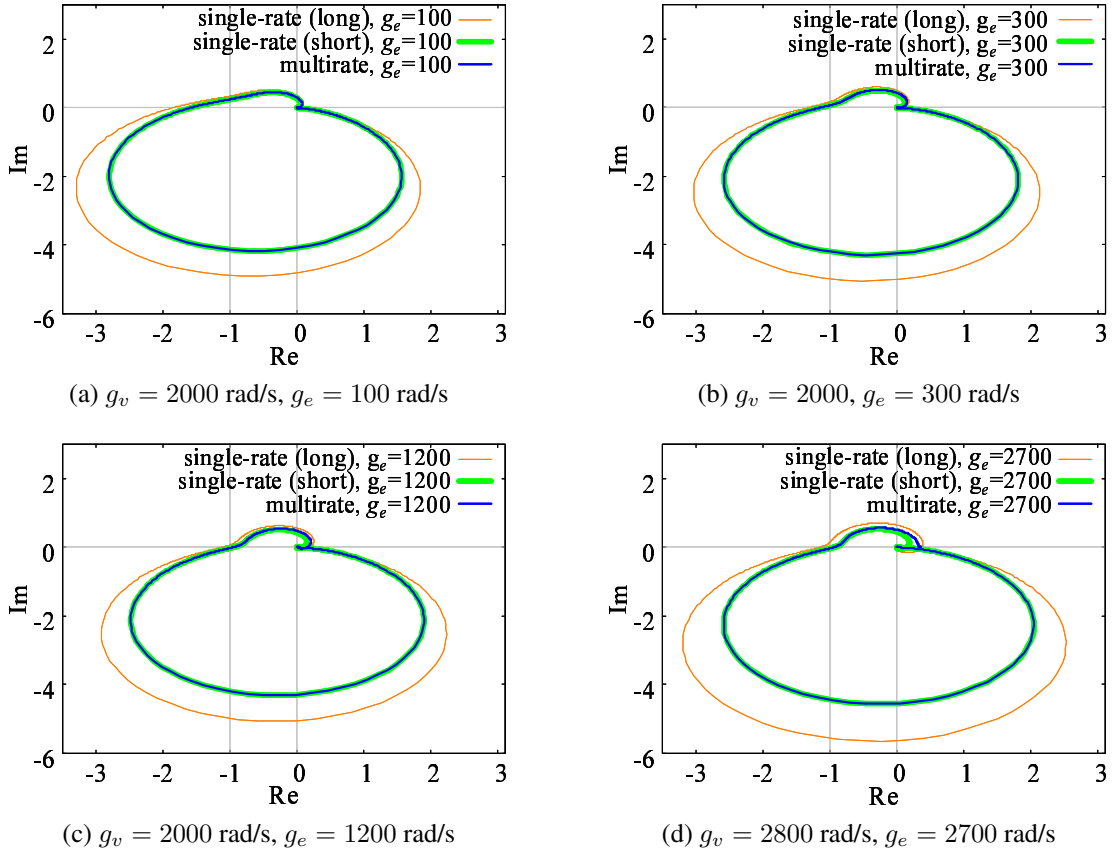 single-rate (long), g_e=100
single-rate (short), g_e=100
multirate, g_e=100
2
0
-2
-4
-6
Im
-3 -2 -1 0 1 2 3
Re
(a) g_v = 2000 rad/s, g_e = 100 rad/s
single-rate (long), g_e=300
single-rate (short), g_e=300
multirate, g_e=300
2
0
-2
-4
-6
Im
-3 -2 -1 0 1 2 3
Re
(b) g_v = 2000, g_e = 300 rad/s
single-rate (long), g_e=1200
single-rate (short), g_e=1200
multirate, g_e=1200
2
0
-2
-4
-6
Im
-3 -2 -1 0 1 2 3
Re
(c) g_v = 2000 rad/s, g_e = 1200 rad/s
single-rate (long), g_e=2700
single-rate (short), g_e=2700
multirate, g_e=2700
2
0
-2
-4
-6
Im
-3 -2 -1 0 1 2 3
Re
(d) g_v = 2800 rad/s, g_e = 2700 rad/s